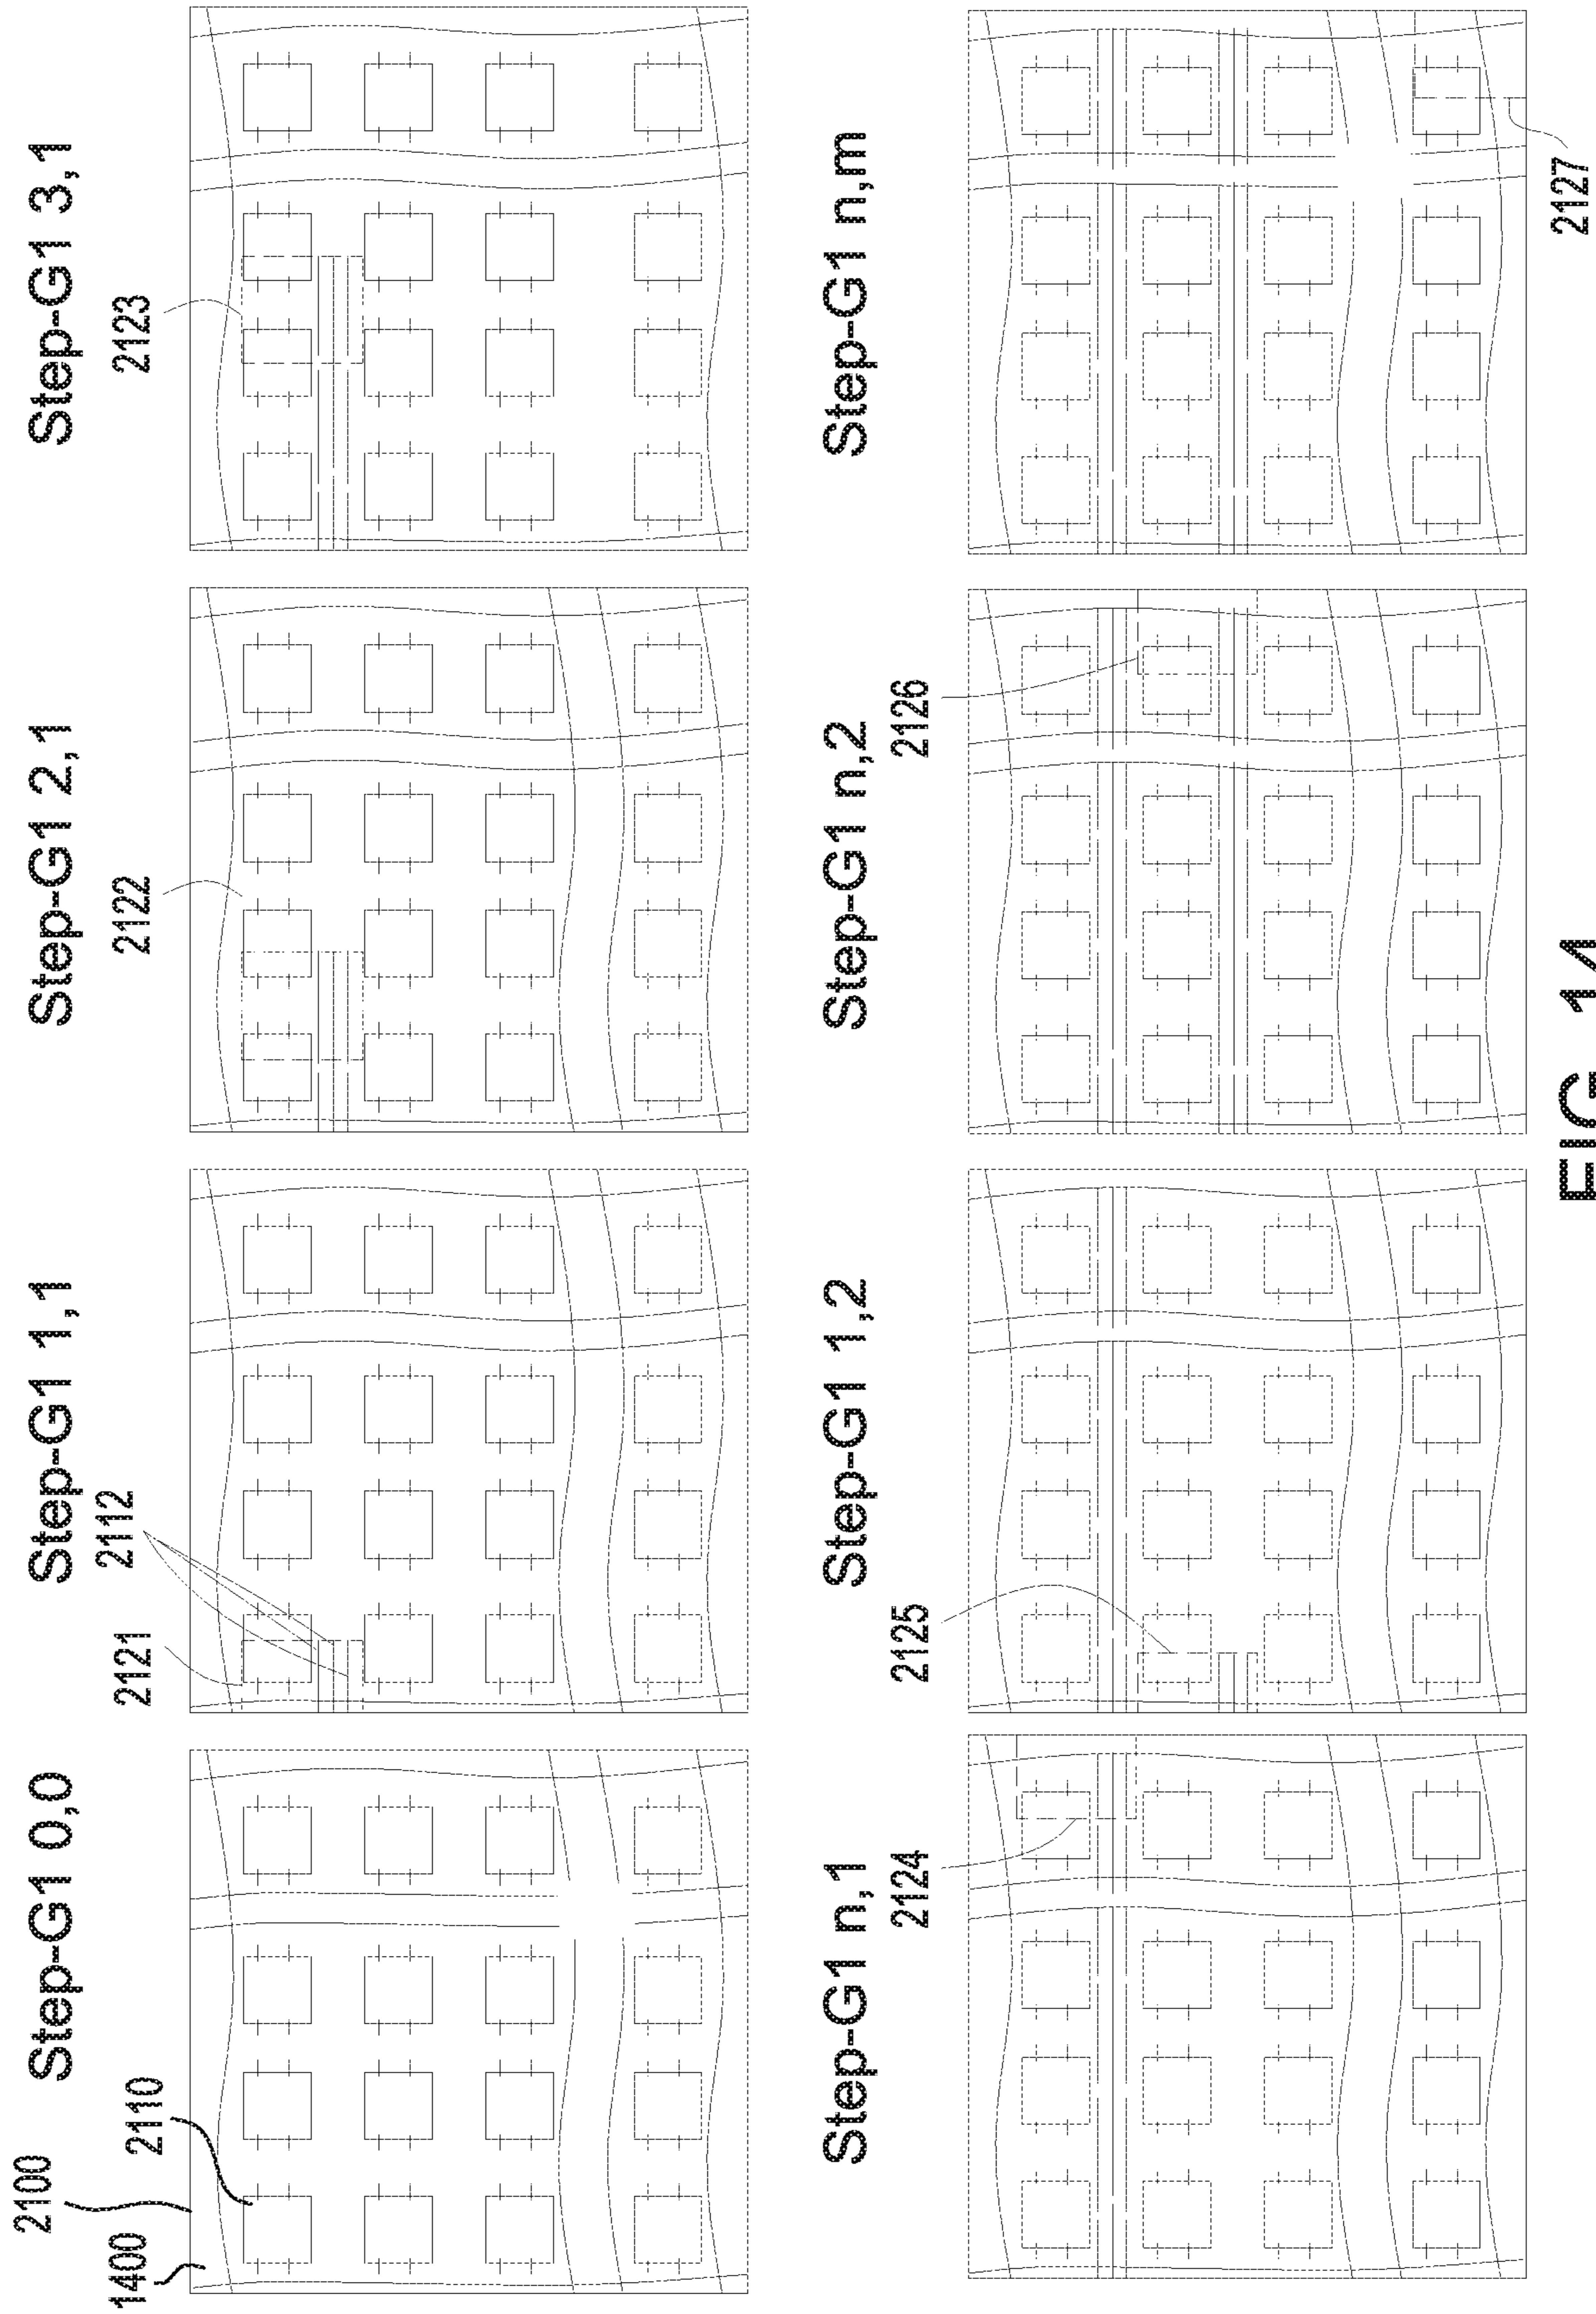 Step-G1 0,0
2100
1400
2110
Step-G1 1,1
2121
2112
Step-G1 2,1
2122
Step-G1 3,1
2123
Step-G1 n,1
2124
Step-G1 1,2
2125
Step-G1 n,2
2126
Step-G1 n,m
2127
FIG. 14